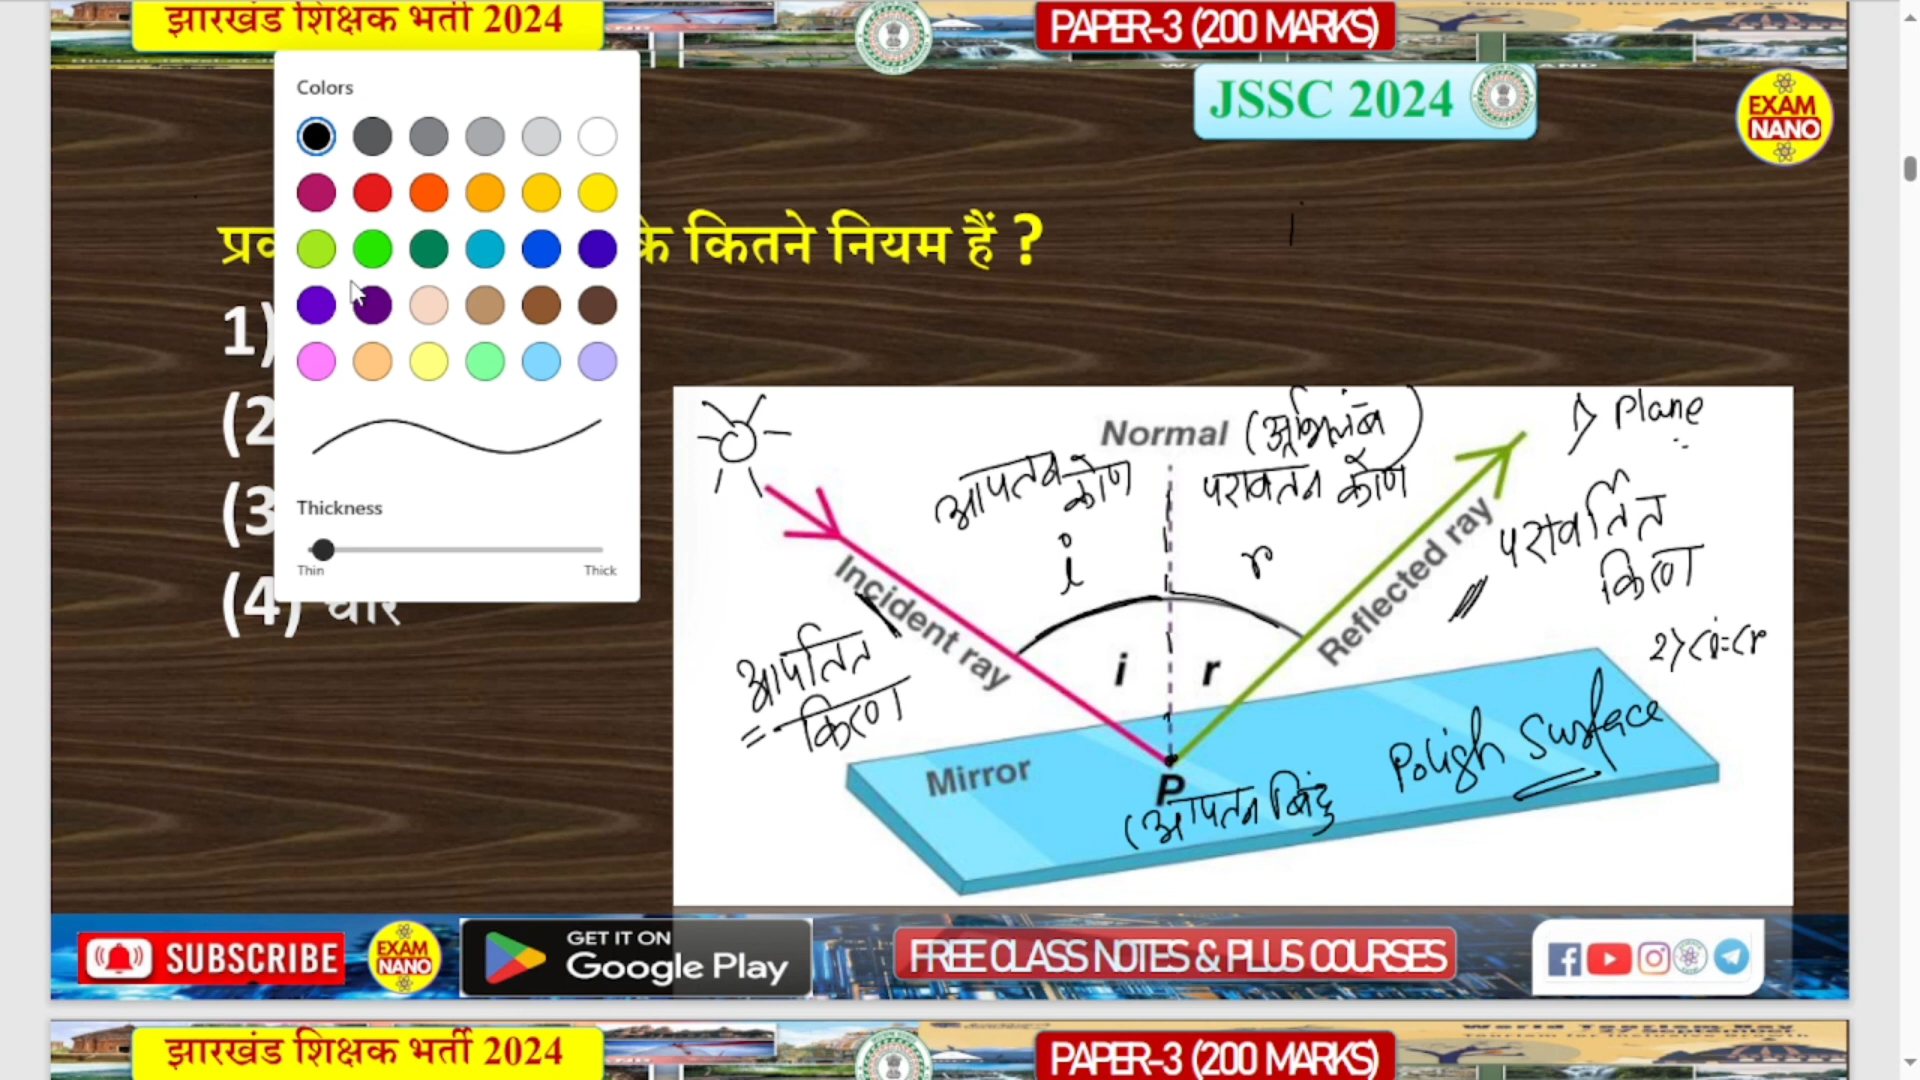 झारखंड शिक्षक भर्ती 2024
PAPER-3 (200 MARKS)
JSSC 2024
EXAM
NANO
Colors
के कितने नियम हैं ?
1)
(2
(3
(4) चार
Thickness
Thin
Thick
Normal (अभिलंब)
1) Plane
आपतन कोण
परावर्तन कोण
i
r
Incident ray
Reflected ray
परावर्तित
किरण
आपतित
किरण
i
r
2) <i=<r
Mirror
P
(आपतन बिंदु
Polish Surface
SUBSCRIBE
EXAM
NANO
GET IT ON
Google Play
FREE CLASS NOTES & PLUS COURSES
झारखंड शिक्षक भर्ती 2024
PAPER-3 (200 MARKS)